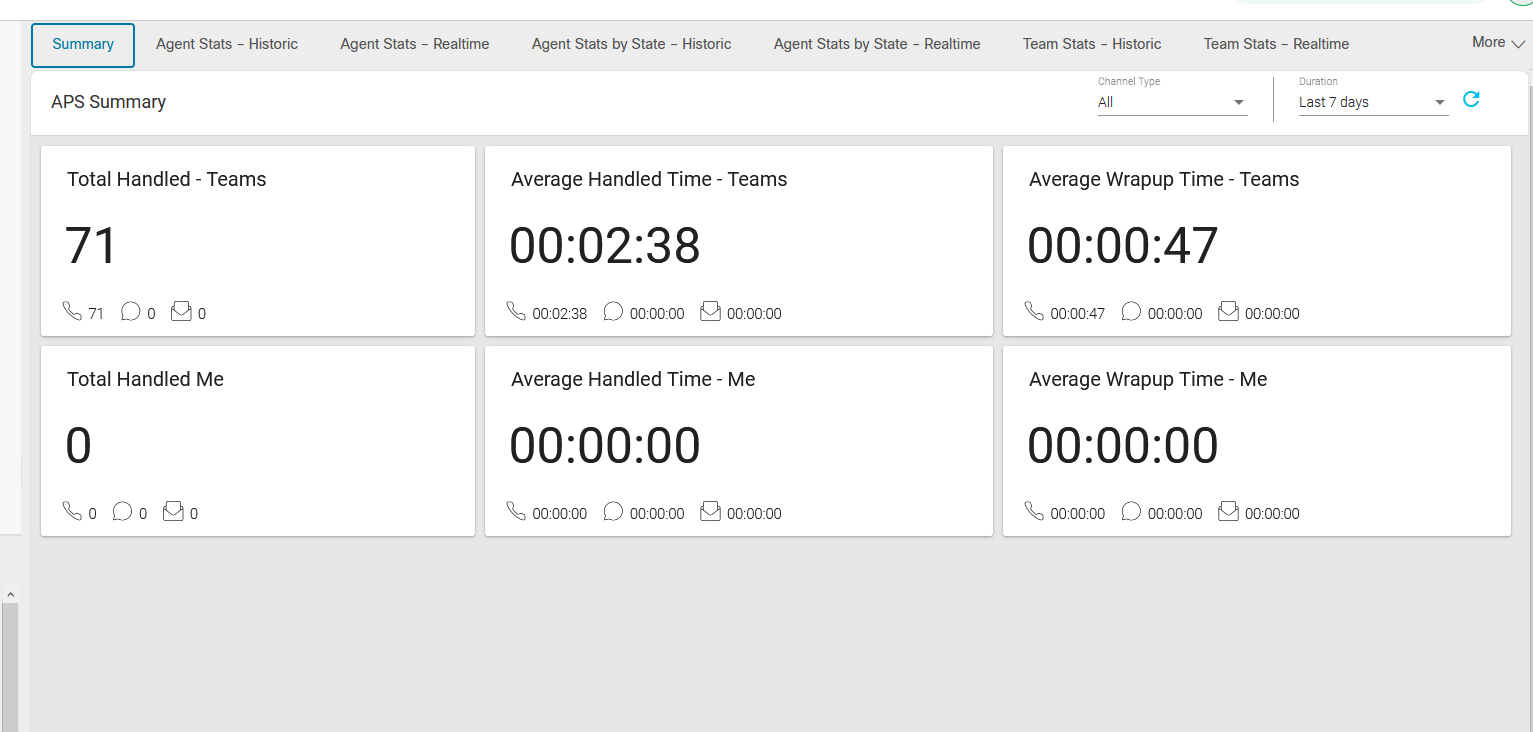 Summary Agent Stats – Historic Agent Stats – Realtime Agent Stats by State – Historic Agent Stats by State – Realtime Team Stats – Historic Team Stats – Realtime More
APS Summary
Channel Type
All
Duration
Last 7 days
Total Handled - Teams
71
71 0 0
Average Handled Time - Teams
00:02:38
00:02:38 00:00:00 00:00:00
Average Wrapup Time - Teams
00:00:47
00:00:47 00:00:00 00:00:00
Total Handled Me
0
0 0 0
Average Handled Time - Me
00:00:00
00:00:00 00:00:00 00:00:00
Average Wrapup Time - Me
00:00:00
00:00:00 00:00:00 00:00:00